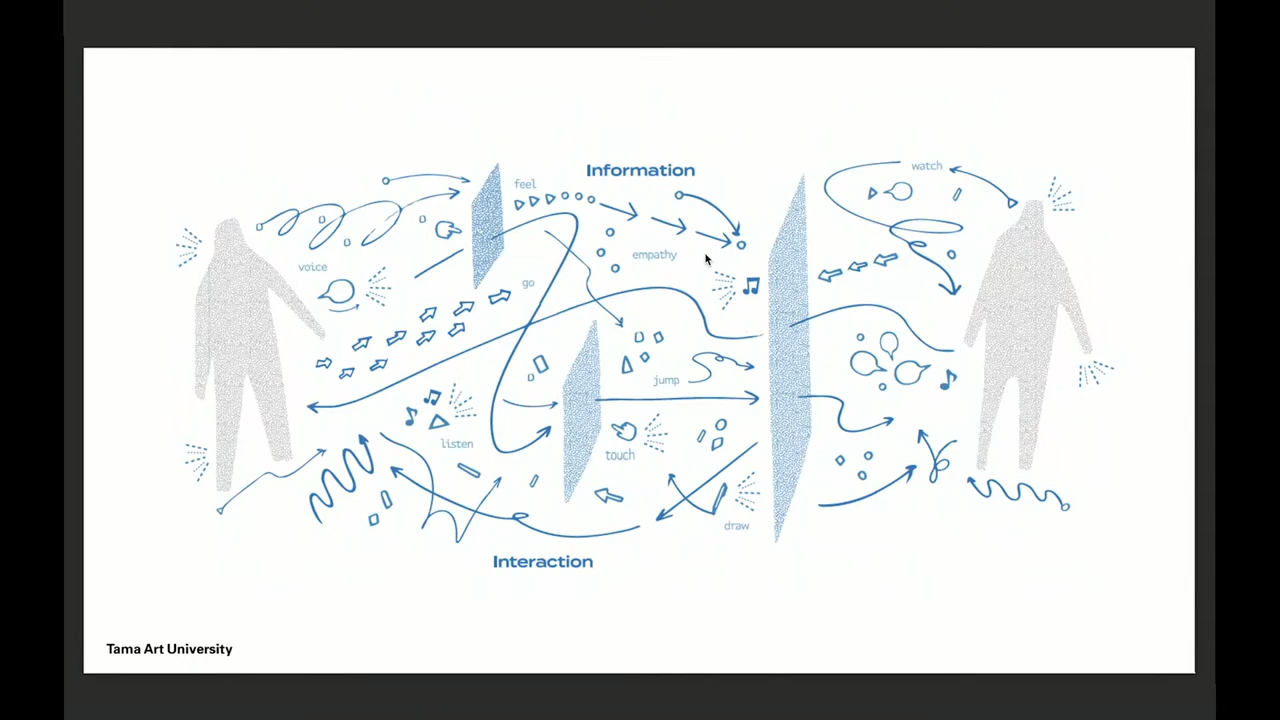 Information
watch
feel
empathy
voice
go
jump
listen
touch
draw
Interaction
Tama Art University